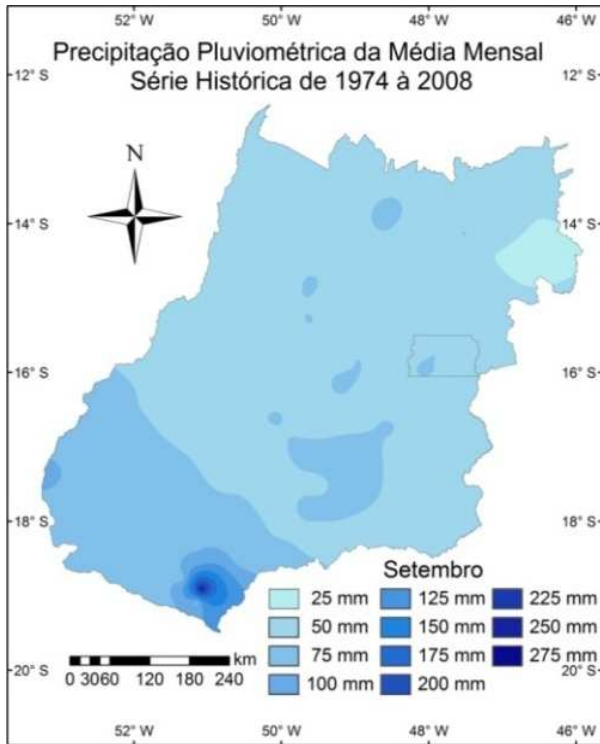 52° W 50° W 48° W 46° W
Precipitação Pluviométrica da Média Mensal
12° S 12° S
Série Histórica de 1974 à 2008
N
14° S 14° S
16° S 16° S
18° S 18° S
Setembro
25 mm 125 mm 225 mm
50 mm 150 mm 250 mm
75 mm 175 mm 275 mm
100 mm 200 mm
km
0 30 60 120 180 240
20° S 20° S
52° W 50° W 48° W 46° W